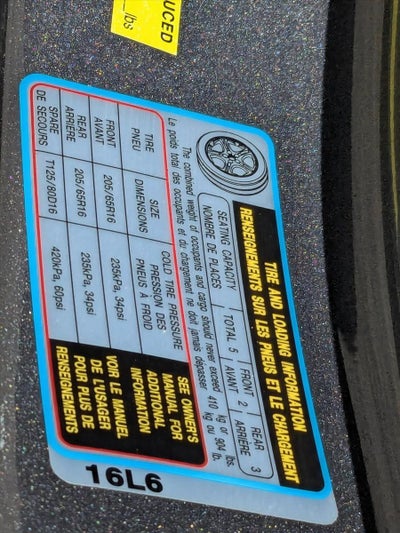 UCED
lbs
TIRE AND LOADING INFORMATION
RENSEIGNEMENTS SUR LES PNEUS ET LE CHARGEMENT
SEATING CAPACITY
NOMBRE DE PLACES
TOTAL 5
FRONT 2
AVANT
REAR 3
ARRIÈRE
The combined weight of occupants and cargo should never exceed 410 kg or 904 lb.
Le poids total des occupants et du chargement ne doit jamais dépasser kg ou lb.
TIRE
PNEU
SIZE
DIMENSIONS
COLD TIRE PRESSURE
PRESSION DES
PNEUS À FROID
FRONT
AVANT
205/65R16
235kPa, 34psi
REAR
ARRIÈRE
205/65R16
235kPa, 34psi
SPARE
DE SECOURS
T125/80D16
420kPa, 60psi
SEE OWNER'S
MANUAL FOR
ADDITIONAL
INFORMATION
VOIR LE MANUEL
DE L'USAGER
POUR PLUS DE
RENSEIGNEMENTS
16L6